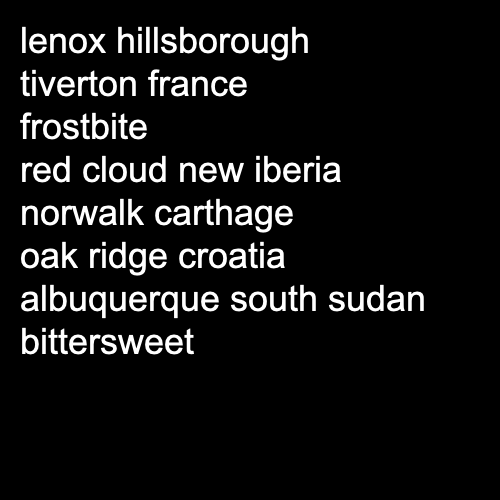 lenox hillsborough
tiverton france
frostbite
red cloud new iberia
norwalk carthage
oak ridge croatia
albuquerque south sudan
bittersweet